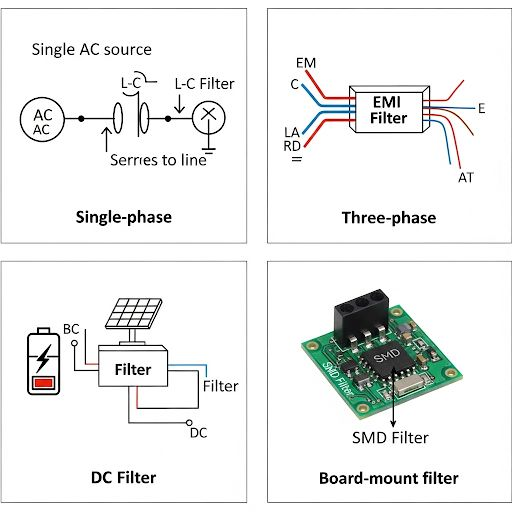 Single AC source
L-C
L-C Filter
AC
AC
Serrıes to line
Single-phase
EM
C
EMI
Filter
E
LA
RD
AT
Three-phase
BC
Filter
Filter
DC
DC Filter
SMD
SMD Filter
SMD Filter
Board-mount filter